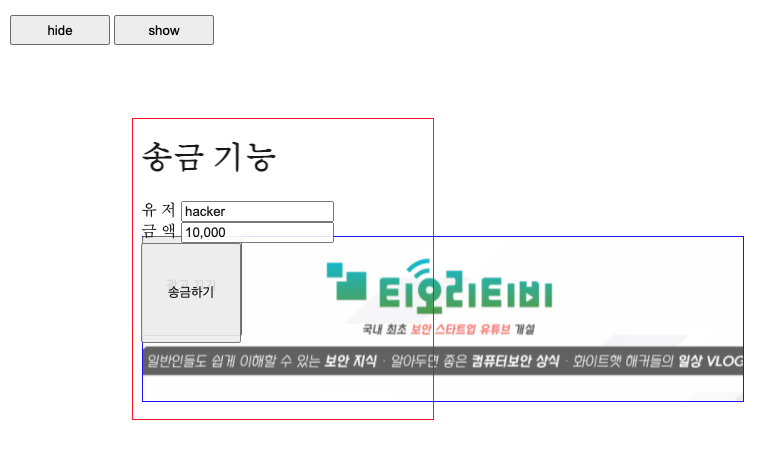 hide show
송금 기능
유 저 hacker
금 액 10,000
송금하기
티오리티비
국내 최초 보안 스타트업 유튜브 개설
일반인들도 쉽게 이해할 수 있는 보안 지식 · 알아두면 좋은 컴퓨터보안 상식 · 화이트햇 해커들의 일상 VLOG